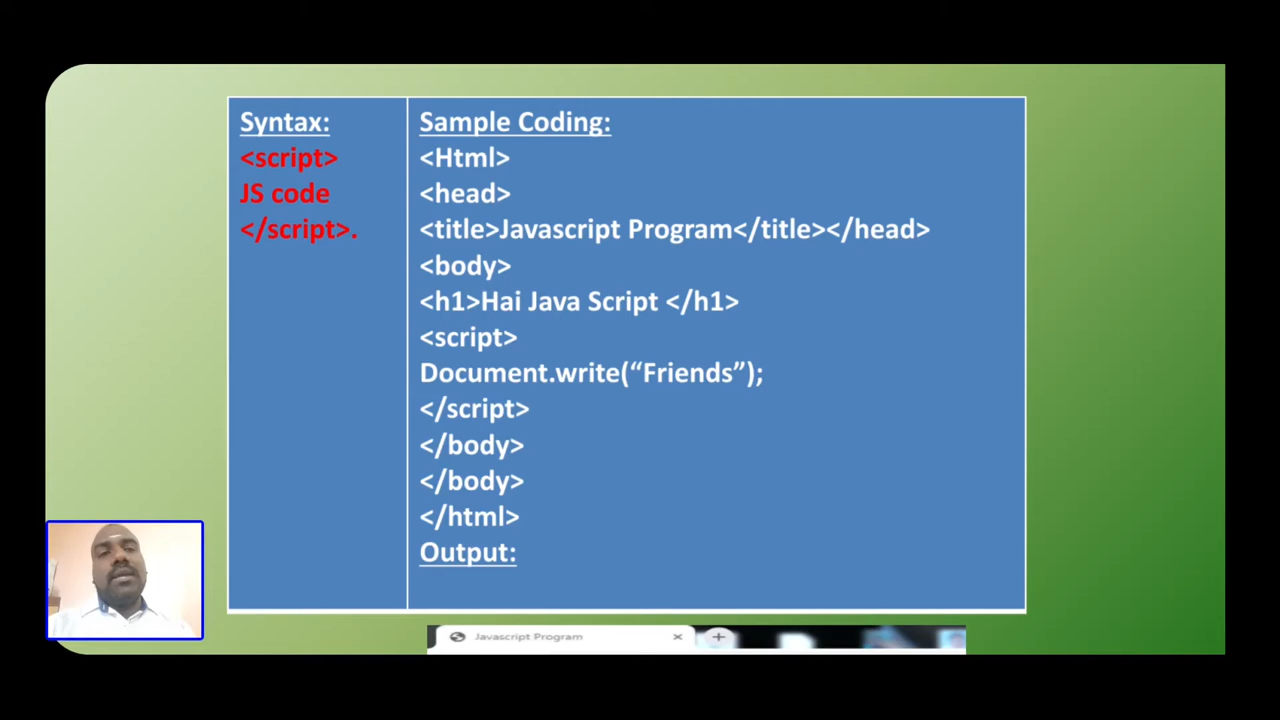 Syntax:
<script>
JS code
</script>.
Sample Coding:
<Html>
<head>
<title>Javascript Program</title></head>
<body>
<h1>Hai Java Script </h1>
<script>
Document.write(“Friends”);
</script>
</body>
</body>
</html>
Output:
Javascript Program